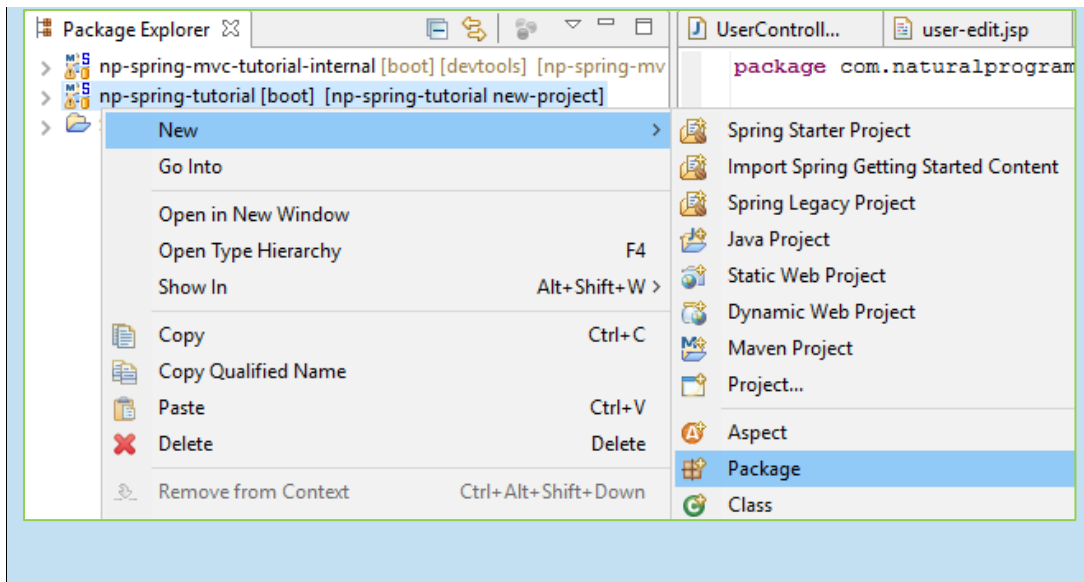 Package Explorer
UserControll...
user-edit.jsp
np-spring-mvc-tutorial-internal [boot] [devtools] [np-spring-mv
package com.naturalprogram
np-spring-tutorial [boot] [np-spring-tutorial new-project]
New
Spring Starter Project
Go Into
Import Spring Getting Started Content
Open in New Window
Spring Legacy Project
Open Type Hierarchy F4
Java Project
Show In Alt+Shift+W >
Static Web Project
Dynamic Web Project
Copy Ctrl+C
Maven Project
Copy Qualified Name
Project...
Paste Ctrl+V
Aspect
Delete Delete
Package
Remove from Context Ctrl+Alt+Shift+Down
Class